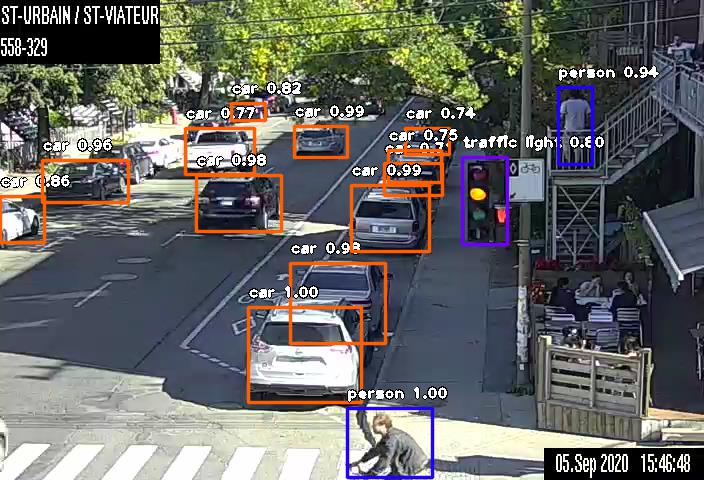 ST-URBAIN / ST-VIATEUR
558-329
car 0.82
person 0.94
car 0.77
car 0.99
car 0.74
car 0.75
traffic light 0.80
car 0.96
car 0.98
car 0.99
car 0.86
car 0.98
car 1.00
person 1.00
05.Sep 2020 15:46:48